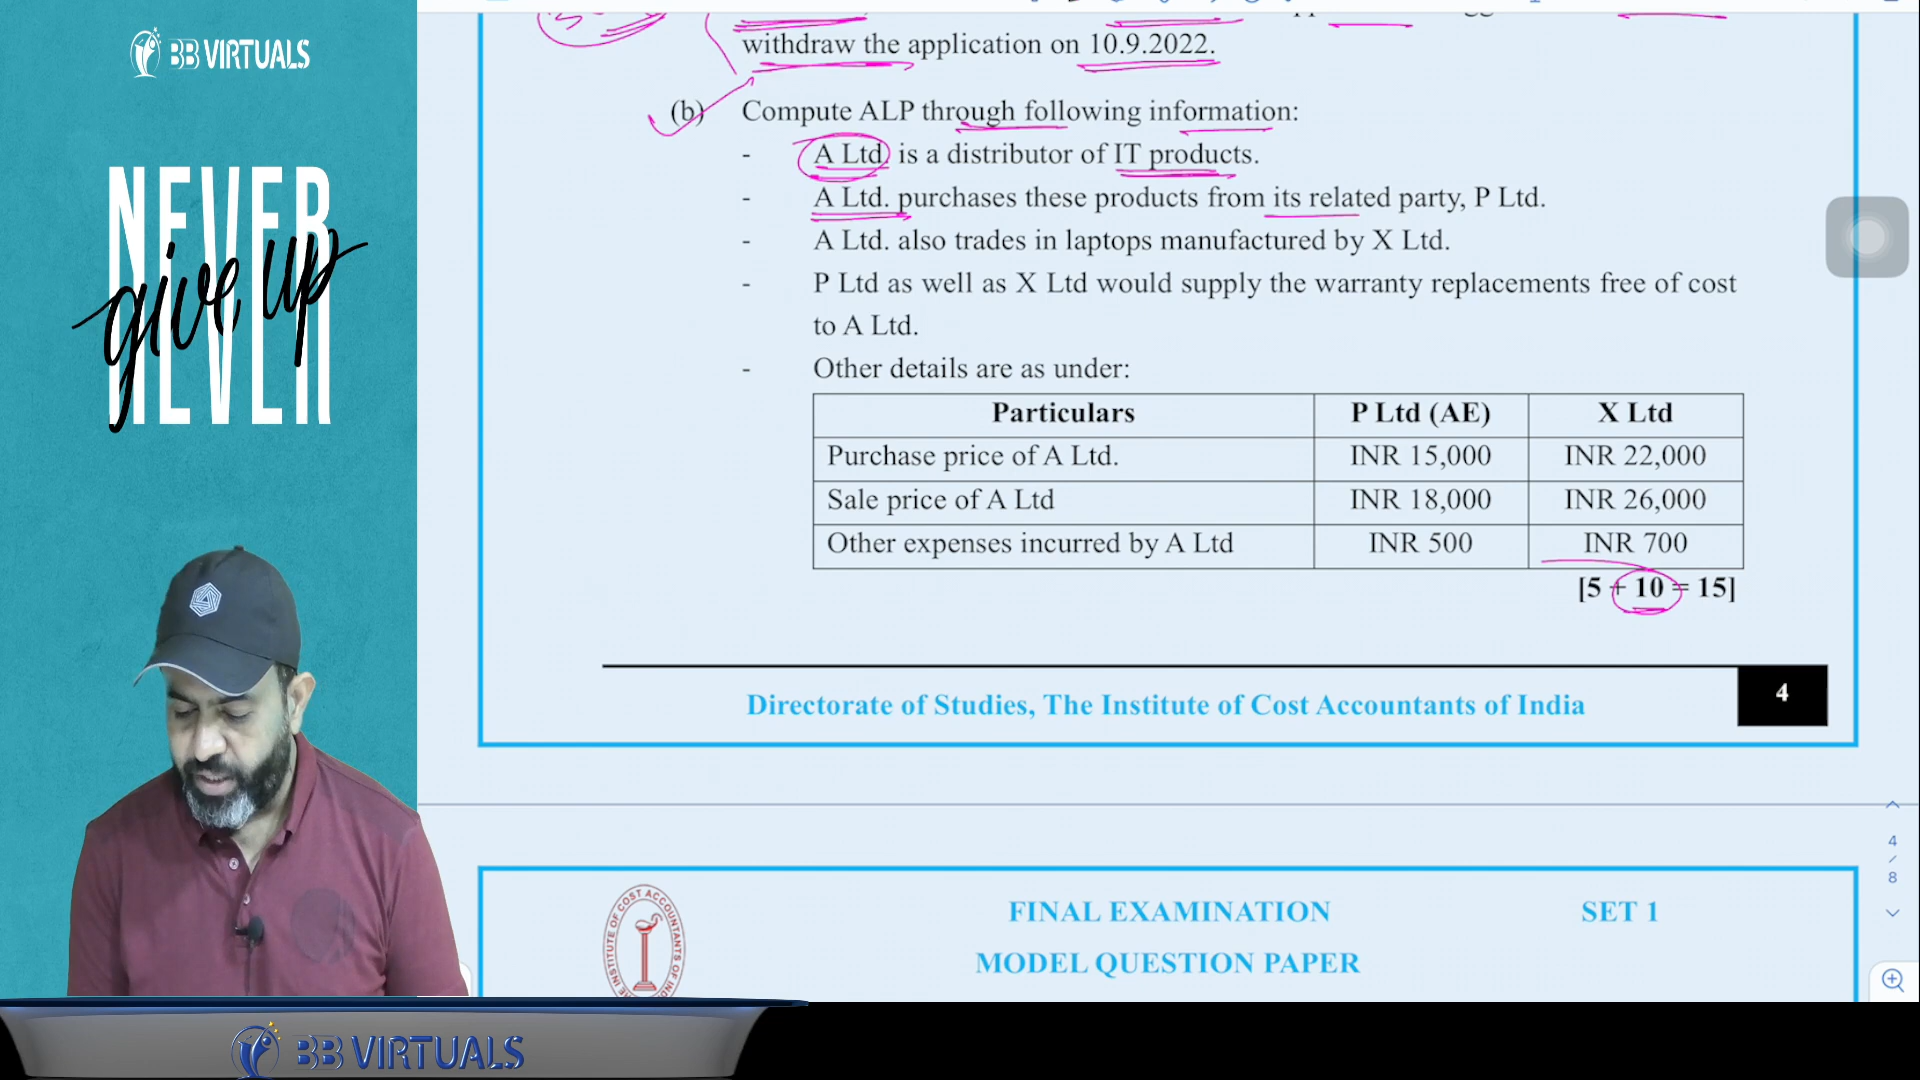 BB VIRTUALS
NEVER
give up
NEVER
withdraw the application on 10.9.2022.
(b) Compute ALP through following information:
- A Ltd. is a distributor of IT products.
- A Ltd. purchases these products from its related party, P Ltd.
- A Ltd. also trades in laptops manufactured by X Ltd.
- P Ltd as well as X Ltd would supply the warranty replacements free of cost
to A Ltd.
- Other details are as under:
Particulars P Ltd (AE) X Ltd
Purchase price of A Ltd. INR 15,000 INR 22,000
Sale price of A Ltd INR 18,000 INR 26,000
Other expenses incurred by A Ltd INR 500 INR 700
[5 + 10 = 15]
Directorate of Studies, The Institute of Cost Accountants of India
4
4
/
8
FINAL EXAMINATION SET 1
MODEL QUESTION PAPER
BB VIRTUALS